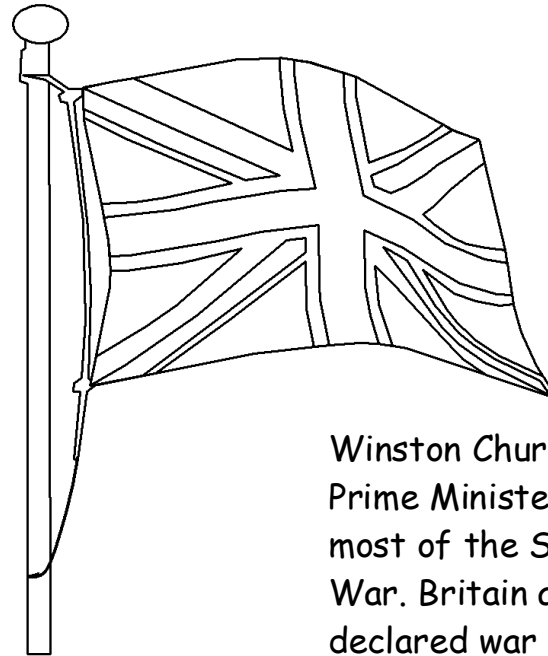 Winston Chur
Prime Ministe
most of the S
War. Britain
declared war